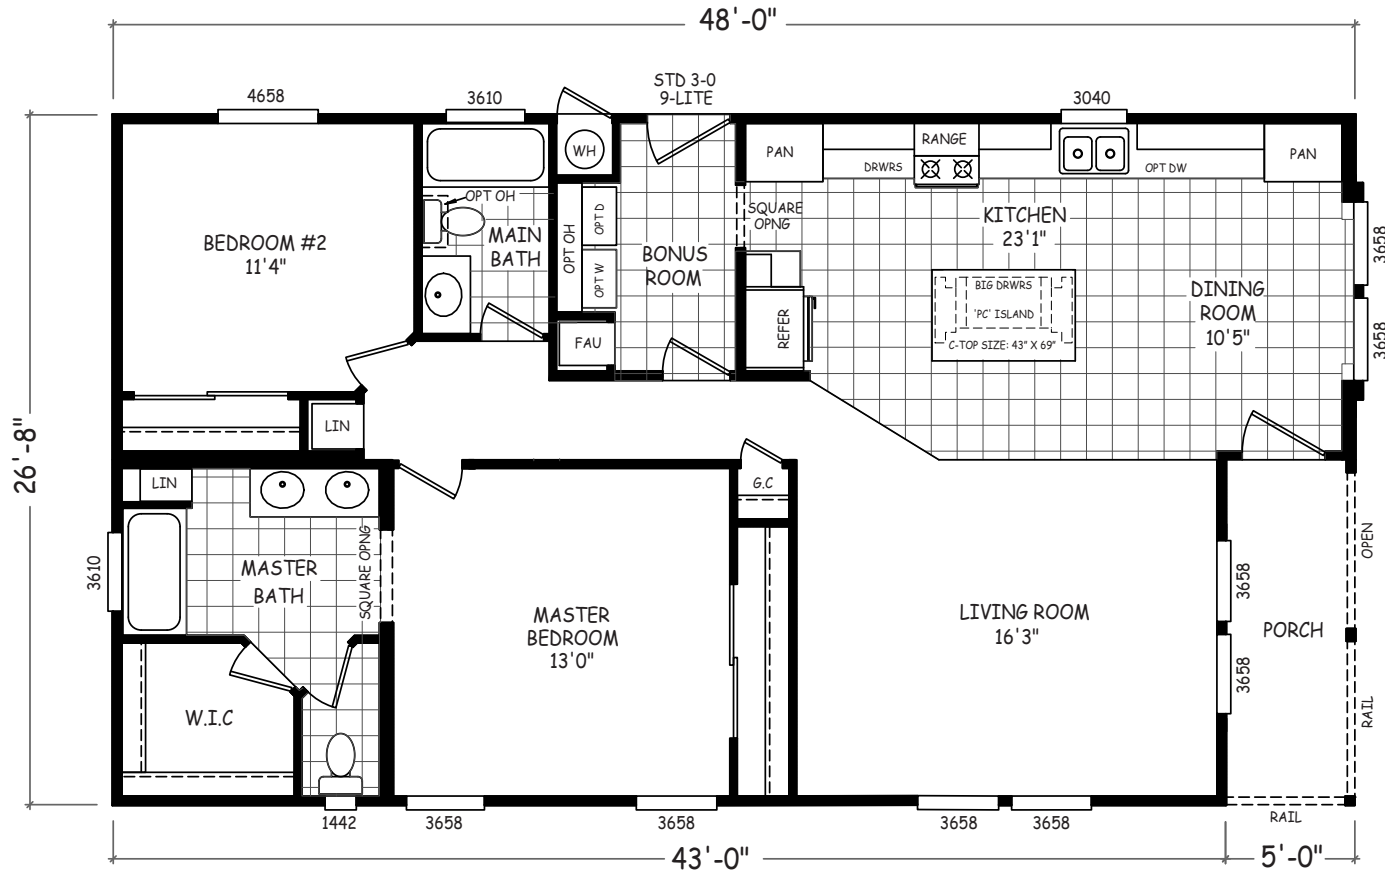 48'-0"
STD 3-0
9-LITE
4658
3610
3040
WH
PAN
RANGE
DRWRS
OPT DW
PAN
OPT OH
BEDROOM #2
11'4"
MAIN
BATH
OPT OH
OPT D
OPT W
BONUS
ROOM
SQUARE
OPNG
KITCHEN
23'1"
BIG DRWRS
'PC' ISLAND
C-TOP SIZE: 43" X 69"
DINING
ROOM
10'5"
3658
3658
FAU
REFER
LIN
26'-8"
LIN
G.C
SQUARE OPNG
3610
MASTER
BATH
MASTER
BEDROOM
13'0"
LIVING ROOM
16'3"
3658
3658
PORCH
OPEN
RAIL
W.I.C
1442
3658
3658
3658
3658
RAIL
43'-0"
5'-0"